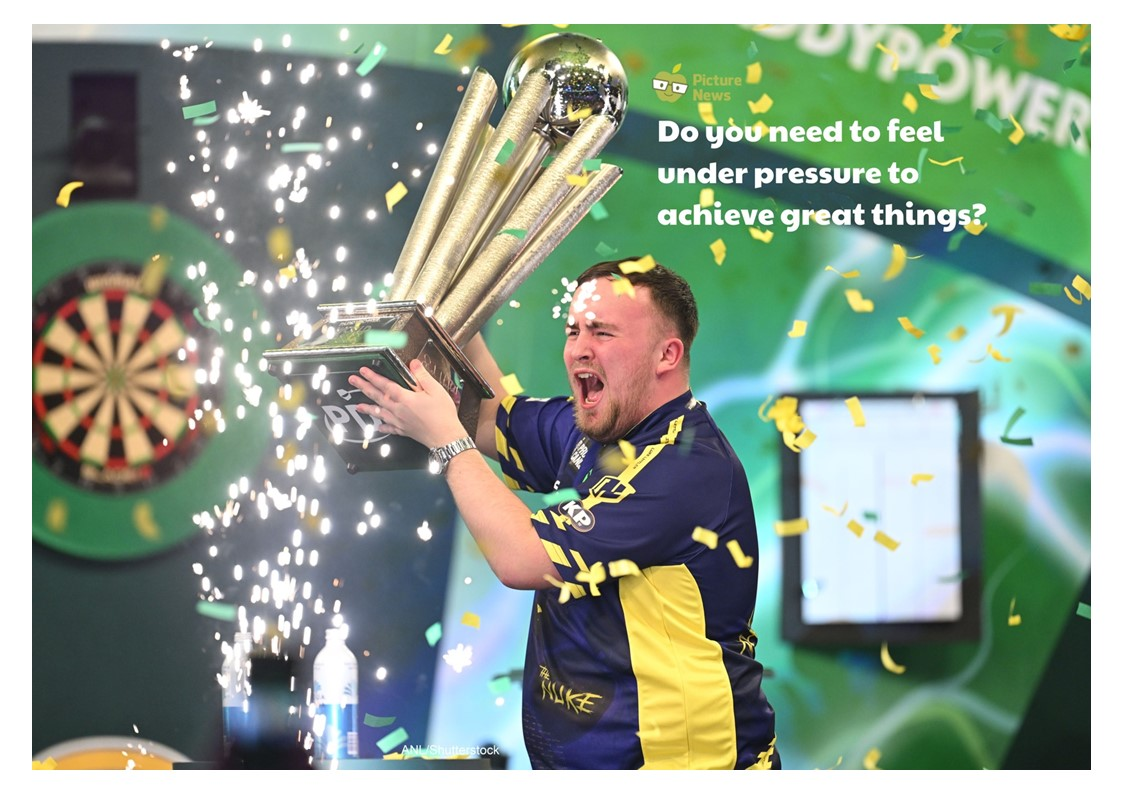 DDYPOWER
Picture
News
Do you need to feel
under pressure to
achieve great things?
KP
THE
NUKE
ANL/Shutterstock